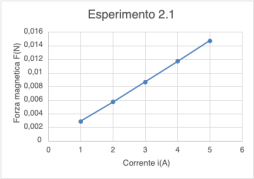 Esperimento 2.1
Forza magnetica F(N)
0,016
0,014
0,012
0,01
0,008
0,006
0,004
0,002
0
0 1 2 3 4 5 6
Corrente i(A)